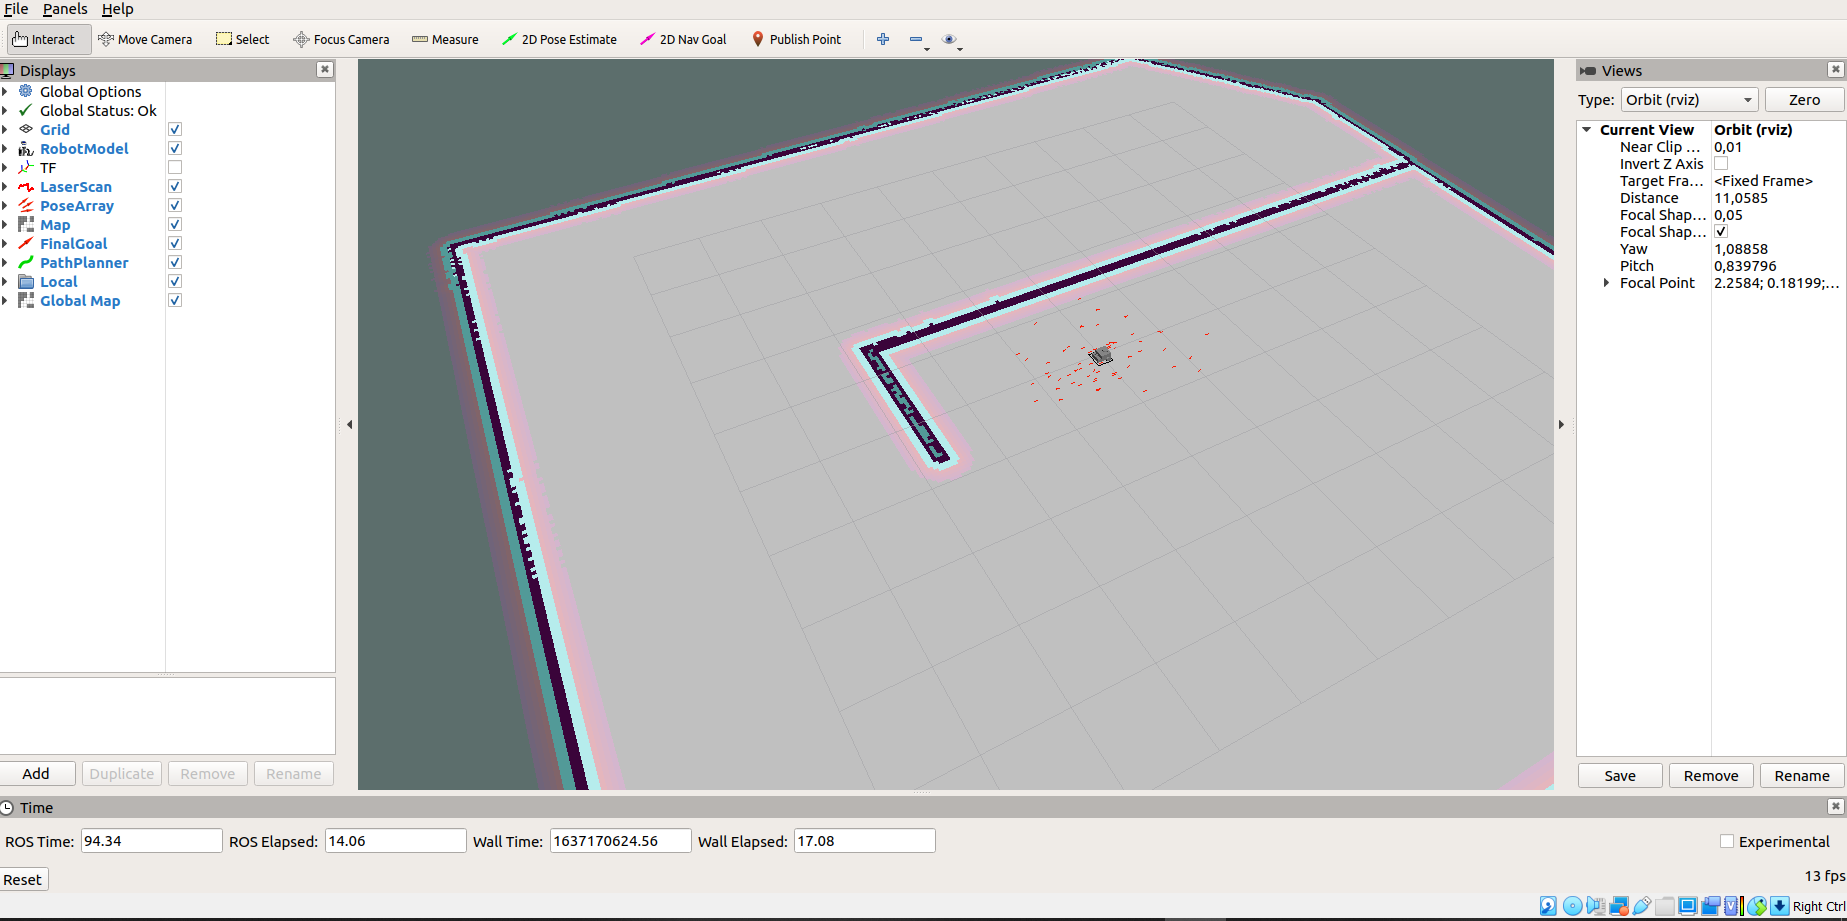 File Panels Help
Interact Move Camera Select Focus Camera Measure 2D Pose Estimate 2D Nav Goal Publish Point
Displays
Global Options
Global Status: Ok
Grid
RobotModel
TF
LaserScan
PoseArray
Map
FinalGoal
PathPlanner
Local
Global Map
Add Duplicate Remove Rename
Views
Type: Orbit (rviz) Zero
Current View Orbit (rviz)
Near Clip ... 0,01
Invert Z Axis
Target Fra... <Fixed Frame>
Distance 11,0585
Focal Shap... 0,05
Focal Shap...
Yaw 1,08858
Pitch 0,839796
Focal Point 2.2584; 0.18199;...
Save Remove Rename
Time
ROS Time: 94.34 ROS Elapsed: 14.06 Wall Time: 1637170624.56 Wall Elapsed: 17.08 Experimental
Reset 13 fps
Right Ctrl